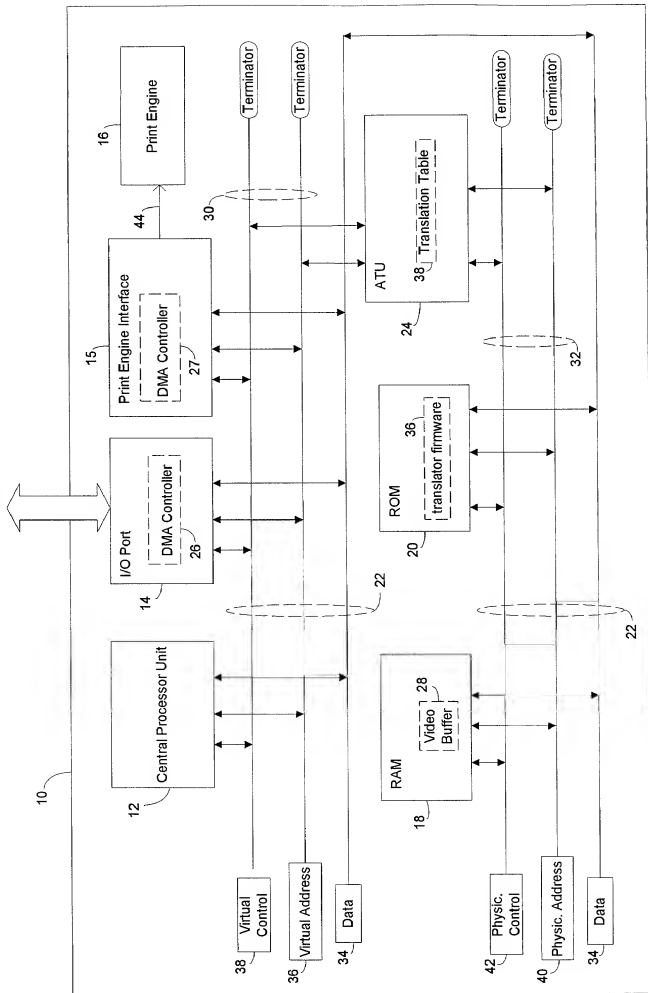 10
Central Processor Unit
12
I/O Port
DMA Controller
26
14
Print Engine Interface
DMA Controller
27
15
44
Print Engine
16
Virtual
Control
38
Virtual Address
36
Data
34
22
30
Terminator
Terminator
RAM
Video
Buffer
28
18
ROM
translator firmware
36
20
ATU
Translation Table
38
24
Physic.
Control
42
Physic. Address
40
Data
34
22
32
Terminator
Terminator